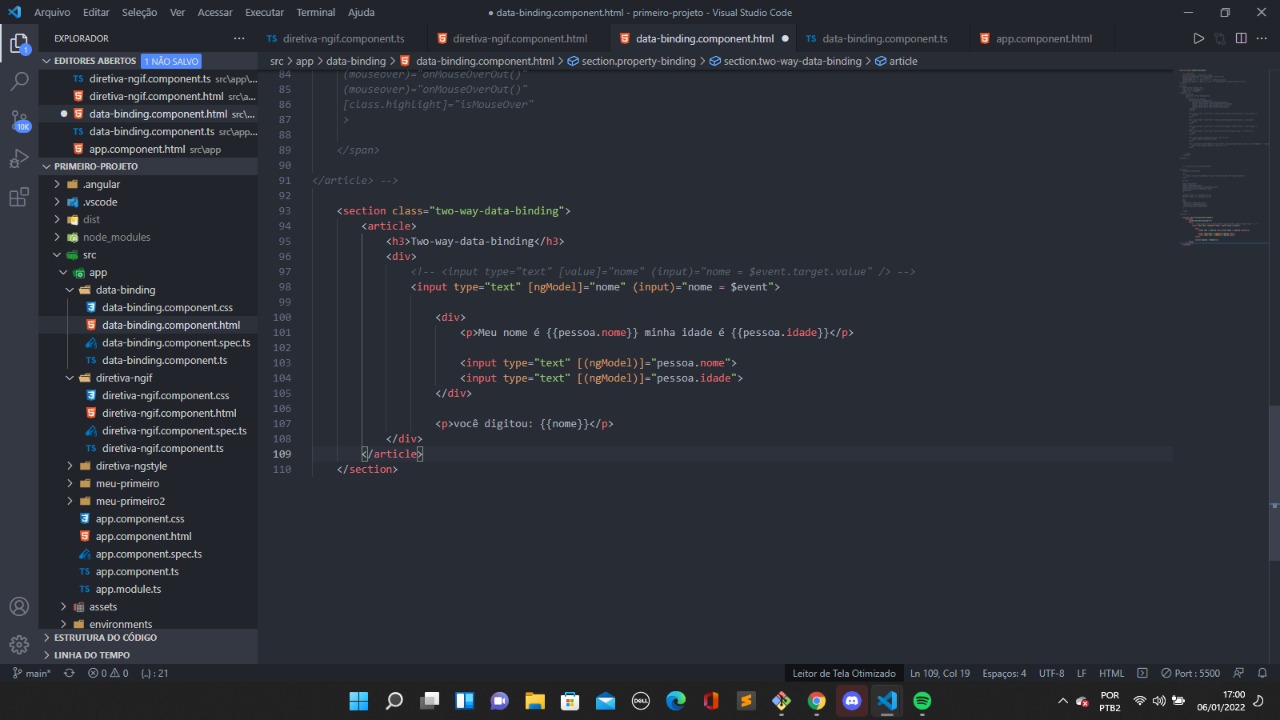 Arquivo Editar Seleção Ver Acessar Executar Terminal Ajuda
● data-binding.component.html - primeiro-projeto - Visual Studio Code
EXPLORADOR
EDITORES ABERTOS 1 NÃO SALVO
diretiva-ngif.component.ts src\app\...
diretiva-ngif.component.html src\a...
data-binding.component.html src\...
data-binding.component.ts src\app...
app.component.html src\app
PRIMEIRO-PROJETO
.angular
.vscode
dist
node_modules
src
app
data-binding
data-binding.component.css
data-binding.component.html
data-binding.component.spec.ts
data-binding.component.ts
diretiva-ngif
diretiva-ngif.component.css
diretiva-ngif.component.html
diretiva-ngif.component.spec.ts
diretiva-ngif.component.ts
diretiva-ngstyle
meu-primeiro
meu-primeiro2
app.component.css
app.component.html
app.component.spec.ts
app.component.ts
app.module.ts
assets
environments
ESTRUTURA DO CÓDIGO
LINHA DO TEMPO
1
10K
diretiva-ngif.component.ts diretiva-ngif.component.html data-binding.component.html data-binding.component.ts app.component.html
src > app > data-binding > data-binding.component.html > section.property-binding > section.two-way-data-binding > article
84 (mouseover)="onMouseOverOut()"
85 (mouseover)="onMouseOverOut()"
86 [class.highlight]="isMouseOver"
87 >
88
89 </span>
90
91 </article> -->
92
93 <section class="two-way-data-binding">
94 <article>
95 <h3>Two-way-data-binding</h3>
96 <div>
97 <!-- <input type="text" [value]="nome" (input)="nome = $event.target.value" /> -->
98 <input type="text" [ngModel]="nome" (input)="nome = $event">
99
100 <div>
101 <p>Meu nome é {{pessoa.nome}} minha idade é {{pessoa.idade}}</p>
102
103 <input type="text" [(ngModel)]="pessoa.nome">
104 <input type="text" [(ngModel)]="pessoa.idade">
105 </div>
106
107 <p>você digitou: {{nome}}</p>
108 </div>
109 </article>
110 </section>
main* 0 0 {..} : 21 Leitor de Tela Otimizado Ln 109, Col 19 Espaços: 4 UTF-8 LF HTML Port : 5500
DELL
POR
PTB2
17:00
06/01/2022